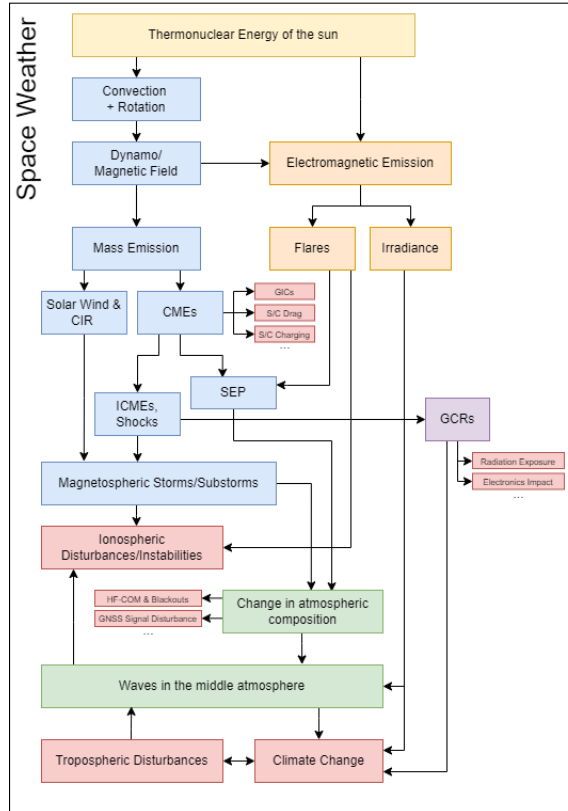 Space Weather
Thermonuclear Energy of the sun
Convection
+ Rotation
Dynamo/
Magnetic Field
Electromagnetic Emission
Mass Emission
Flares
Irradiance
Solar Wind &
CIR
CMEs
GICs
S/C Drag
S/C Charging
...
SEP
ICMEs,
Shocks
GCRs
Radiation Exposure
Electronics Impact
...
Magnetospheric Storms/Substorms
Ionospheric
Disturbances/Instabilities
HF-COM & Blackouts
GNSS Signal Disturbance
...
Change in atmospheric
composition
Waves in the middle atmosphere
Tropospheric Disturbances
Climate Change